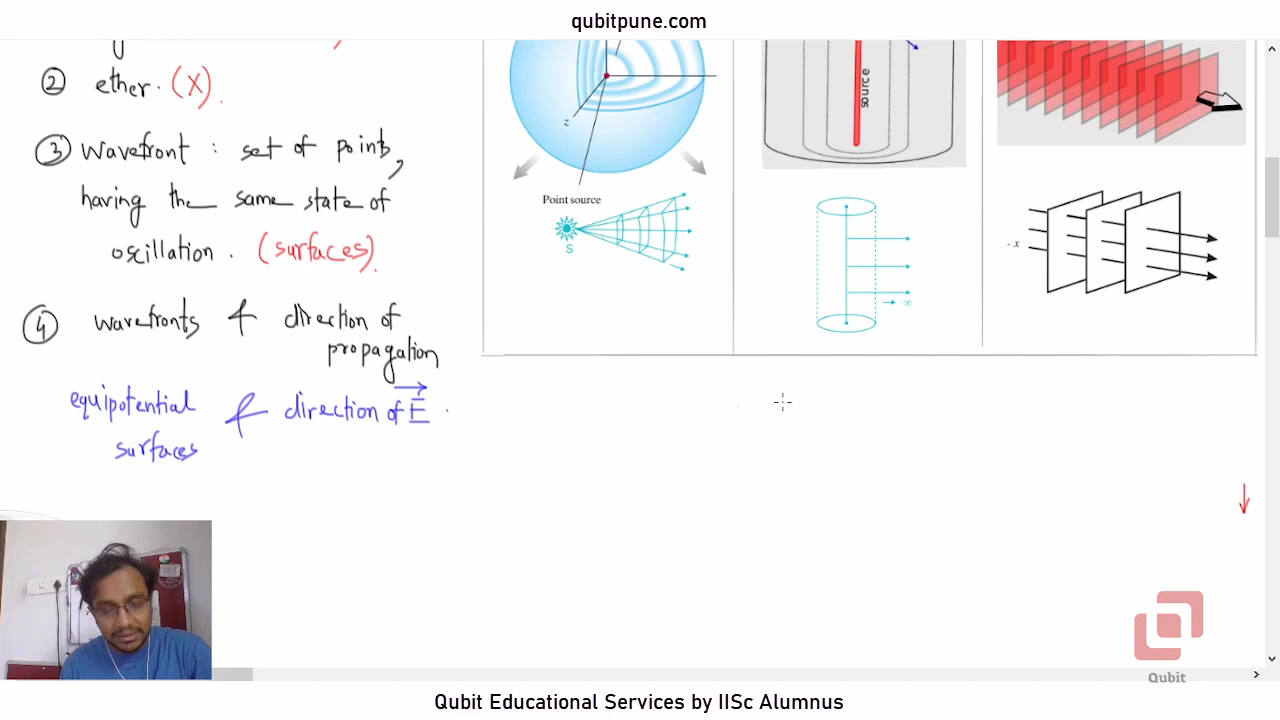 qubitpune.com
② ether. (X).
③ Wavefront : set of points,
having the same state of
oscillation. (surfaces).
④ wavefronts & direction of
propagation
equipotential & direction of E.
surfaces
z
Point source
S
source
∞
- x
Qubit
Qubit Educational Services by IISc Alumnus